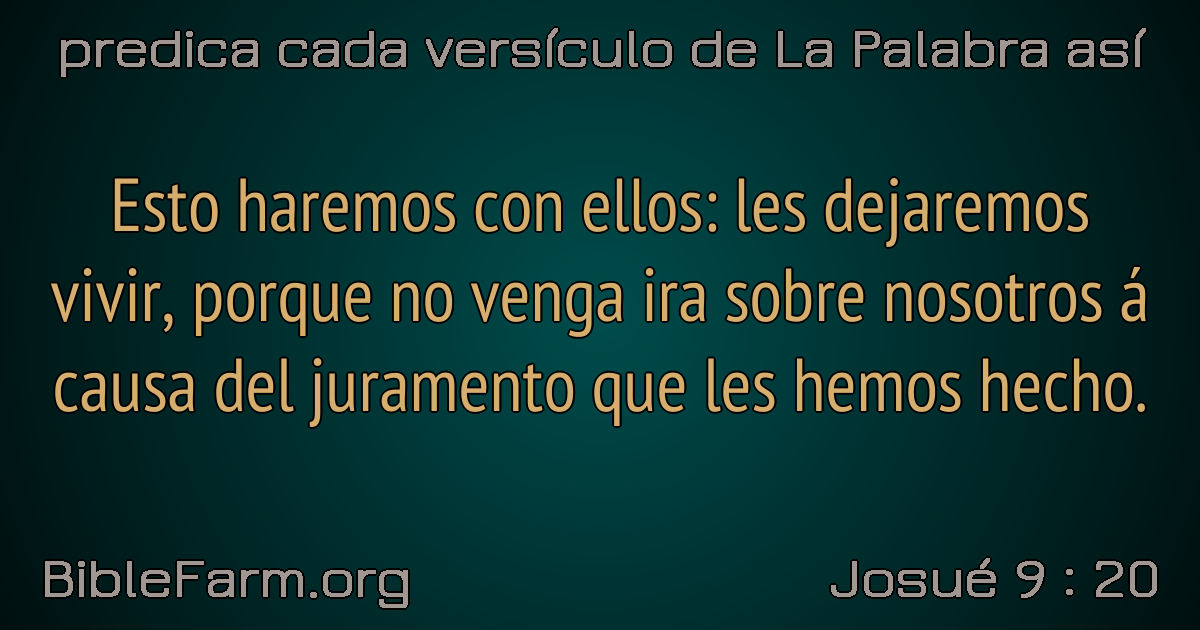 predica cada versículo de La Palabra así
Esto haremos con ellos: les dejaremos
vivir, porque no venga ira sobre nosotros á
causa del juramento que les hemos hecho.
BibleFarm.org
Josué 9 : 20